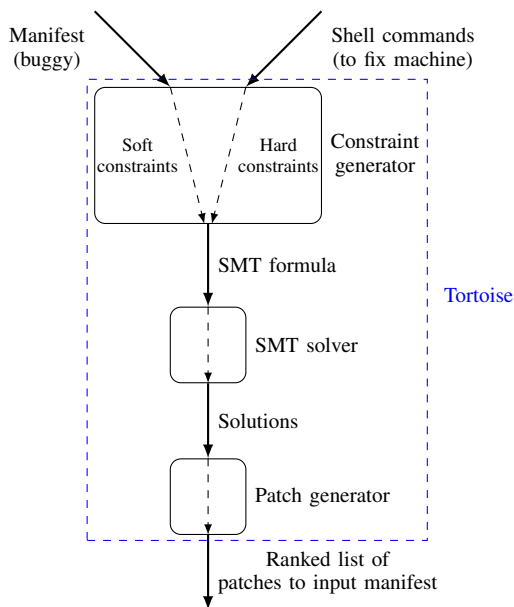 Manifest
(buggy)
Shell commands
(to fix machine)
Soft
constraints
Hard
constraints
Constraint
generator
SMT formula
Tortoise
SMT solver
Solutions
Patch generator
Ranked list of
patches to input manifest